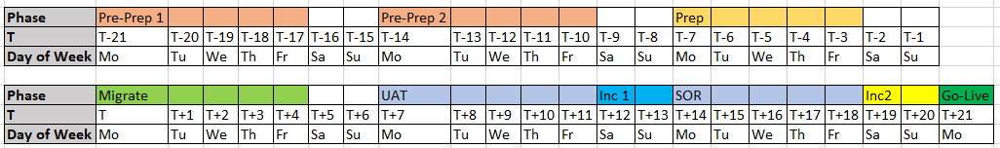 Phase Pre-Prep 1 Pre-Prep 2 Prep
T T-21 T-20 T-19 T-18 T-17 T-16 T-15 T-14 T-13 T-12 T-11 T-10 T-9 T-8 T-7 T-6 T-5 T-4 T-3 T-2 T-1
Day of Week Mo Tu We Th Fr Sa Su Mo Tu We Th Fr Sa Su Mo Tu We Th Fr Sa Su
Phase Migrate UAT Inc 1 SOR Inc2 Go-Live
T T T+1 T+2 T+3 T+4 T+5 T+6 T+7 T+8 T+9 T+10 T+11 T+12 T+13 T+14 T+15 T+16 T+17 T+18 T+19 T+20 T+21
Day of Week Mo Tu We Th Fr Sa Su Mo Tu We Th Fr Sa Su Mo Tu We Th Fr Sa Su Mo